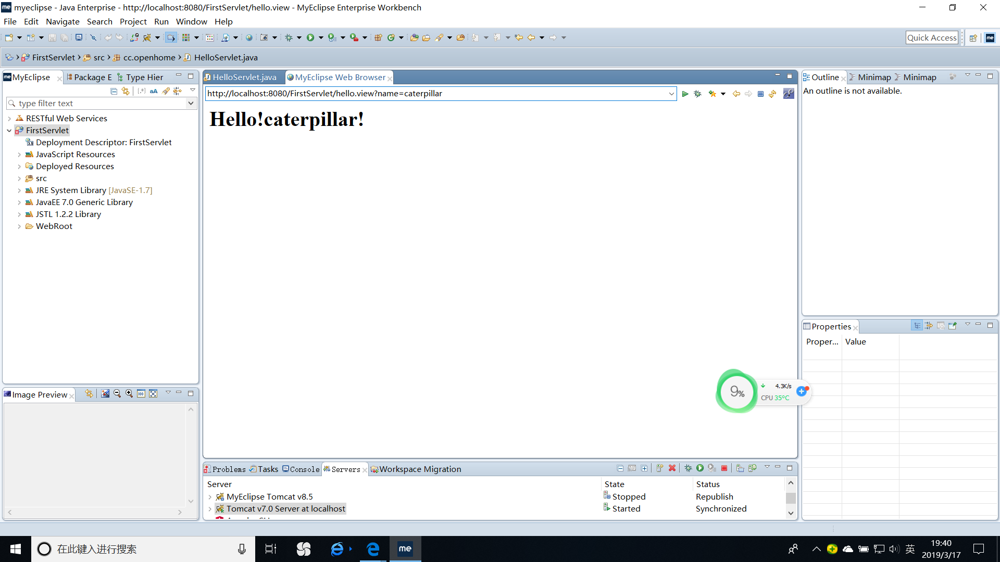 myeclipse - Java Enterprise - http://localhost:8080/FirstServlet/hello.view - MyEclipse Enterprise Workbench
File Edit Navigate Search Project Run Window Help
Quick Access
FirstServlet src cc.openhome HelloServlet.java
MyEclipse Package E Type Hier
type filter text
RESTful Web Services
FirstServlet
Deployment Descriptor: FirstServlet
JavaScript Resources
Deployed Resources
src
JRE System Library [JavaSE-1.7]
JavaEE 7.0 Generic Library
JSTL 1.2.2 Library
WebRoot
Image Preview
HelloServlet.java MyEclipse Web Browser
http://localhost:8080/FirstServlet/hello.view?name=caterpillar
Hello!caterpillar!
Outline Minimap Minimap
An outline is not available.
Properties
Proper... Value
9%
4.3K/s
CPU 35°C
Problems Tasks Console Servers Workspace Migration
Server State Status
MyEclipse Tomcat v8.5 Stopped Republish
Tomcat v7.0 Server at localhost Started Synchronized
在此键入进行搜索
me
英
19:40
2019/3/17